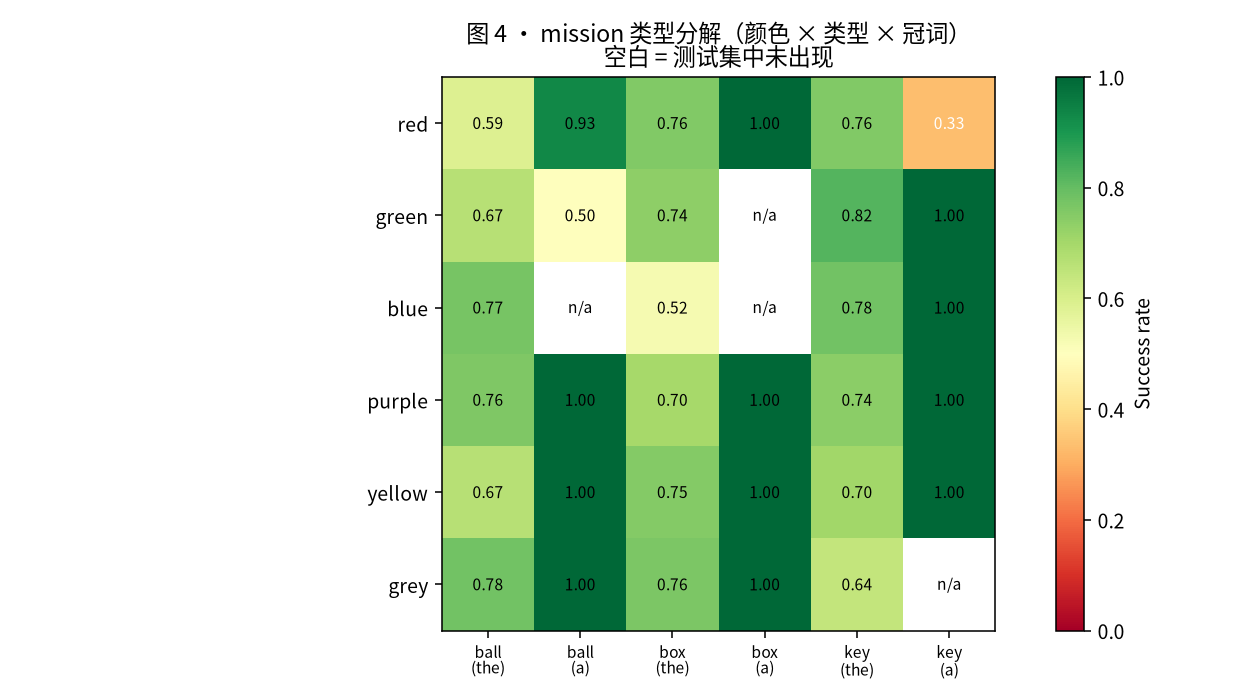 图 4 · mission 类型分解（颜色 × 类型 × 冠词）
空白 = 测试集中未出现
red 0.59 0.93 0.76 1.00 0.76 0.33
green 0.67 0.50 0.74 n/a 0.82 1.00
blue 0.77 n/a 0.52 n/a 0.78 1.00
purple 0.76 1.00 0.70 1.00 0.74 1.00
yellow 0.67 1.00 0.75 1.00 0.70 1.00
grey 0.78 1.00 0.76 1.00 0.64 n/a
ball (the)
ball (a)
box (the)
box (a)
key (the)
key (a)
1.0
0.8
0.6
0.4
0.2
0.0
Success rate